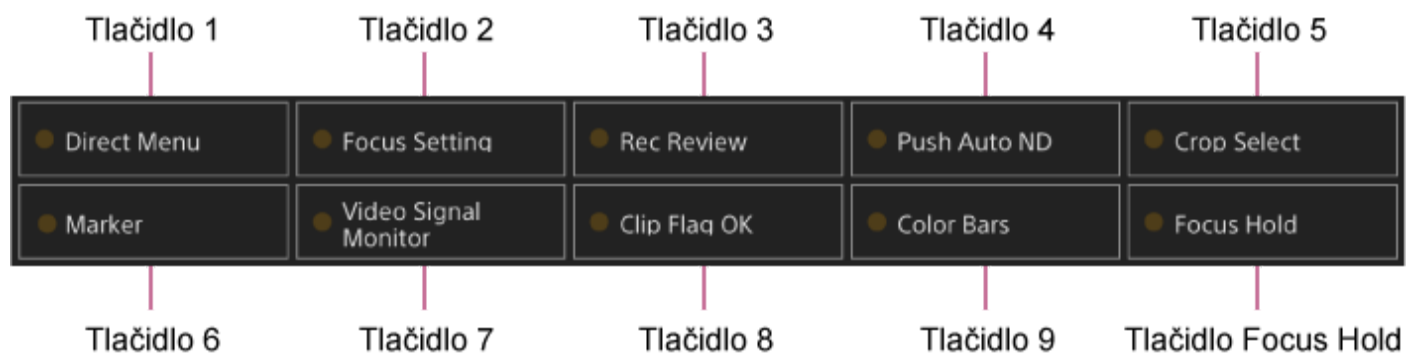 Tlačidlo 1 Tlačidlo 2 Tlačidlo 3 Tlačidlo 4 Tlačidlo 5
Direct Menu Focus Setting Rec Review Push Auto ND Crop Select
Marker Video Signal Monitor Clip Flag OK Color Bars Focus Hold
Tlačidlo 6 Tlačidlo 7 Tlačidlo 8 Tlačidlo 9 Tlačidlo Focus Hold